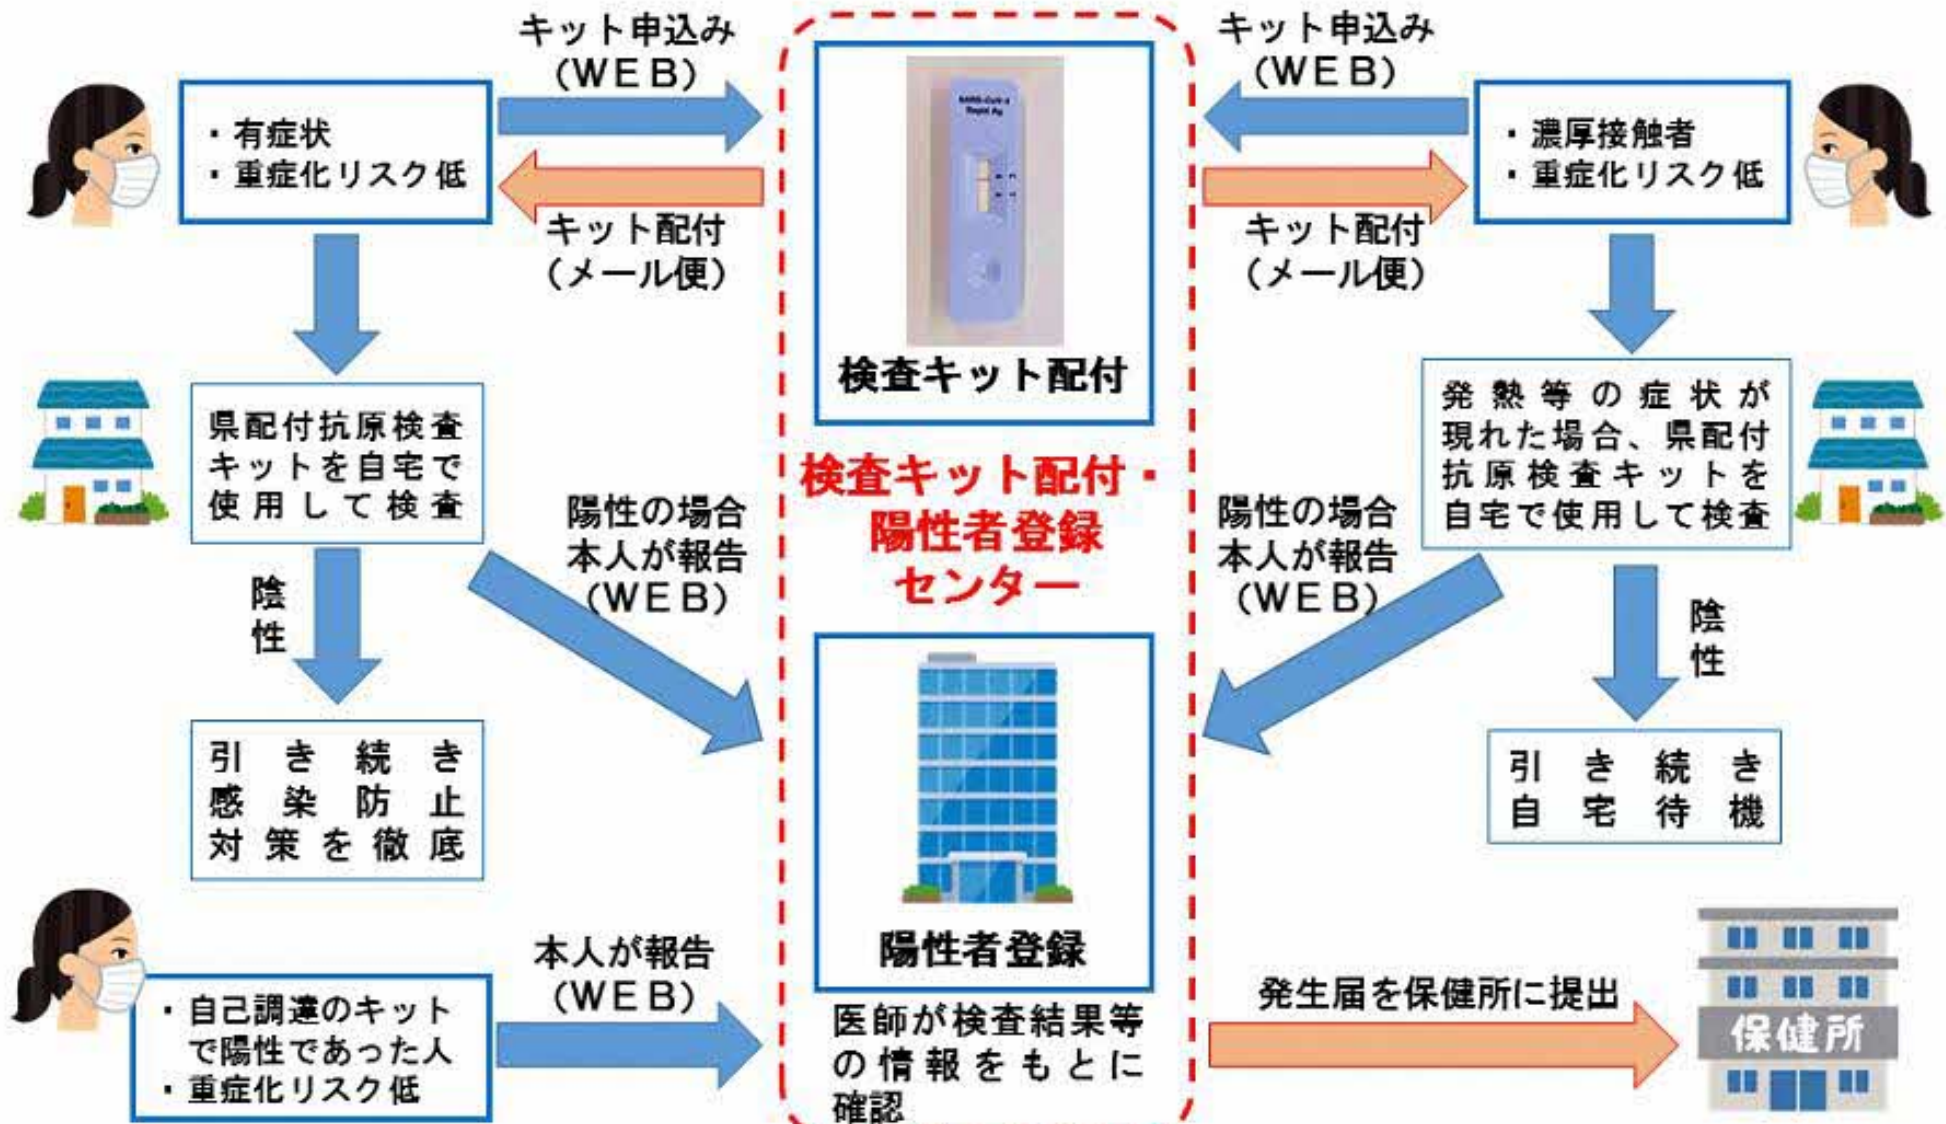 キット申込み
(WEB)
・有症状
・重症化リスク低
キット配付
(メール便)
SARS-CoV-2
Rapid Ag
検査キット配付
キット申込み
(WEB)
・濃厚接触者
・重症化リスク低
キット配付
(メール便)
県配付抗原検査
キットを自宅で
使用して検査
陽性の場合
本人が報告
(WEB)
検査キット配付・
陽性者登録
センター
陽性の場合
本人が報告
(WEB)
発熱等の症状が
現れた場合、県配付
抗原検査キットを
自宅で使用して検査
陰
性
陰
性
引き続き
感染防止
対策を徹底
引き続き
自宅待機
陽性者登録
医師が検査結果等
の情報をもとに
確認
・自己調達のキット
で陽性であった人
・重症化リスク低
本人が報告
(WEB)
発生届を保健所に提出
保健所